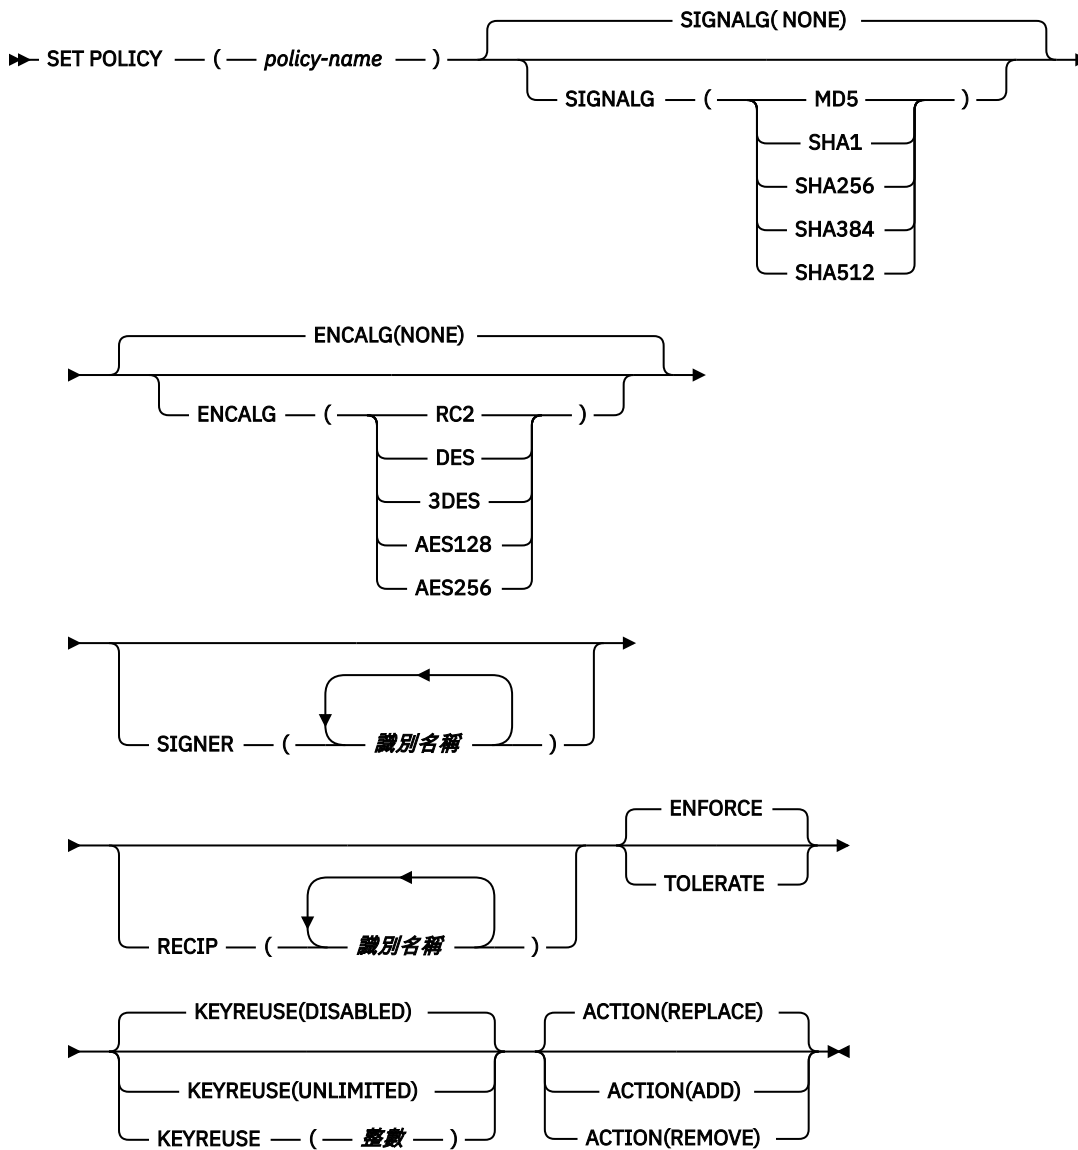 SIGNALG( NONE)
SET POLICY ( policy-name )
SIGNALG ( MD5 )
SHA1
SHA256
SHA384
SHA512
ENCALG(NONE)
ENCALG ( RC2 )
DES
3DES
AES128
AES256
SIGNER ( 識別名稱 )
ENFORCE
TOLERATE
RECIP ( 識別名稱 )
KEYREUSE(DISABLED) ACTION(REPLACE)
KEYREUSE(UNLIMITED) ACTION(ADD)
KEYREUSE ( 整數 ) ACTION(REMOVE)